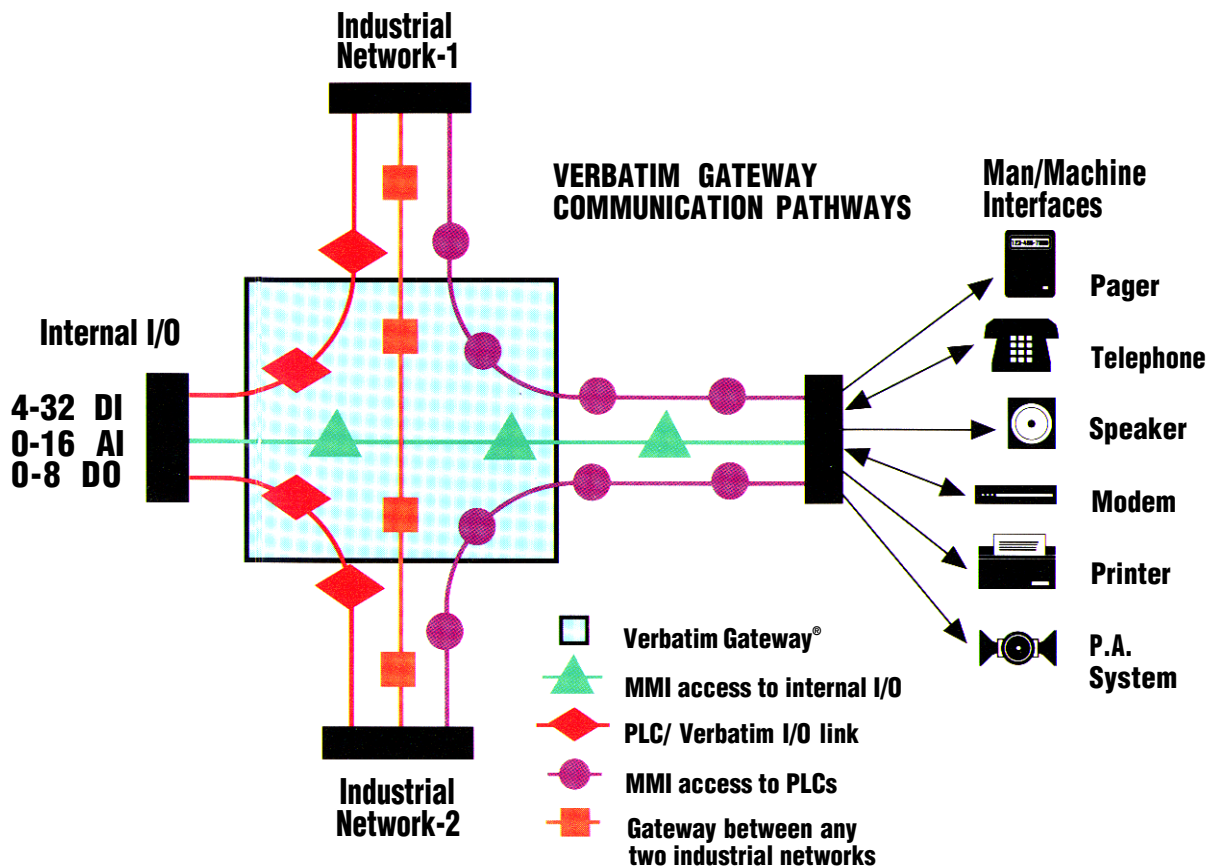 Industrial
Network-1
VERBATIM GATEWAY
COMMUNICATION PATHWAYS
Man/Machine
Interfaces
Pager
Internal I/O
Telephone
4-32 DI
0-16 AI
0-8 DO
Speaker
Modem
Printer
P.A.
System
Verbatim Gateway®
MMI access to internal I/O
PLC/ Verbatim I/O link
MMI access to PLCs
Gateway between any
two industrial networks
Industrial
Network-2